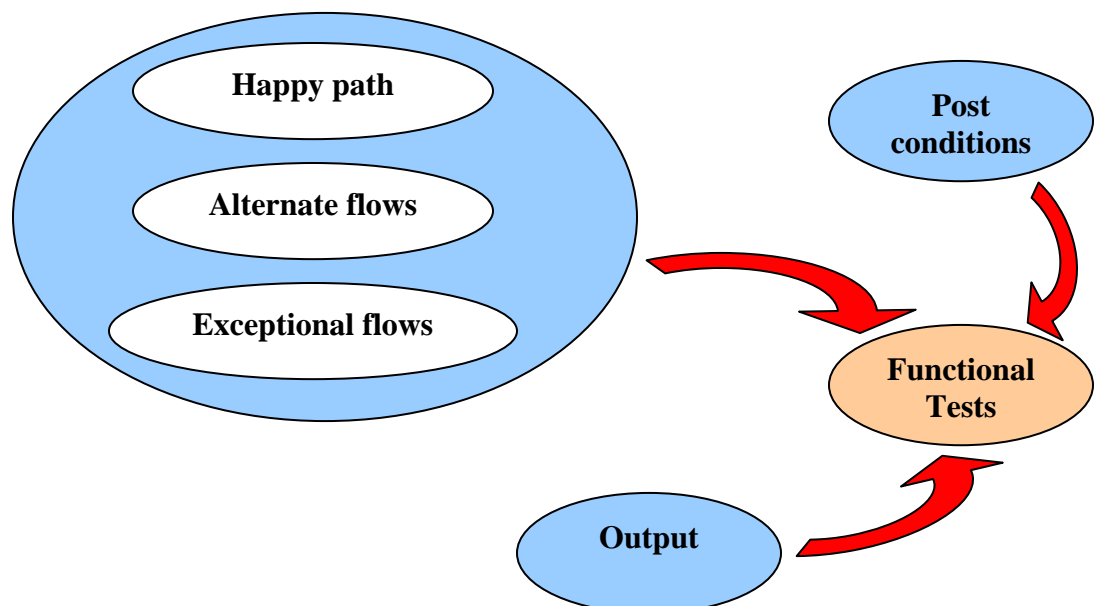 Happy path
Alternate flows
Exceptional flows
Post
conditions
Functional
Tests
Output